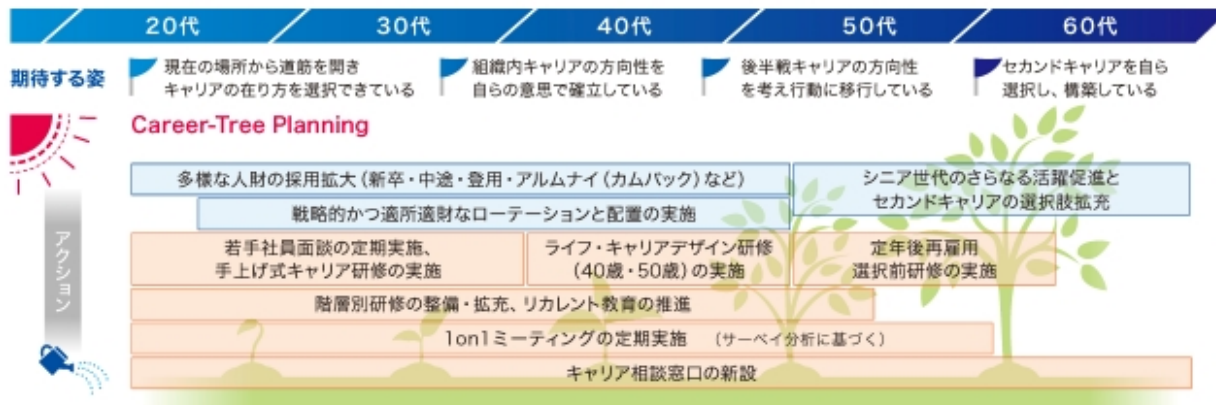 20代 30代 40代 50代 60代
期待する姿
現在の場所から道筋を開き
キャリアの在り方を選択できている
組織内キャリアの方向性を
自らの意思で確立している
後半戦キャリアの方向性
を考え行動に移行している
セカンドキャリアを自ら
選択し、構築している
Career-Tree Planning
アクション
多様な人財の採用拡大（新卒・中途・登用・アルムナイ（カムバック）など）
シニア世代のさらなる活躍促進と
セカンドキャリアの選択肢拡充
戦略的かつ適所適財なローテーションと配置の実施
若手社員面談の定期実施、
手上げ式キャリア研修の実施
ライフ・キャリアデザイン研修
（40歳・50歳）の実施
定年後再雇用
選択前研修の実施
階層別研修の整備・拡充、リカレント教育の推進
1on1ミーティングの定期実施 （サーベイ分析に基づく）
キャリア相談窓口の新設